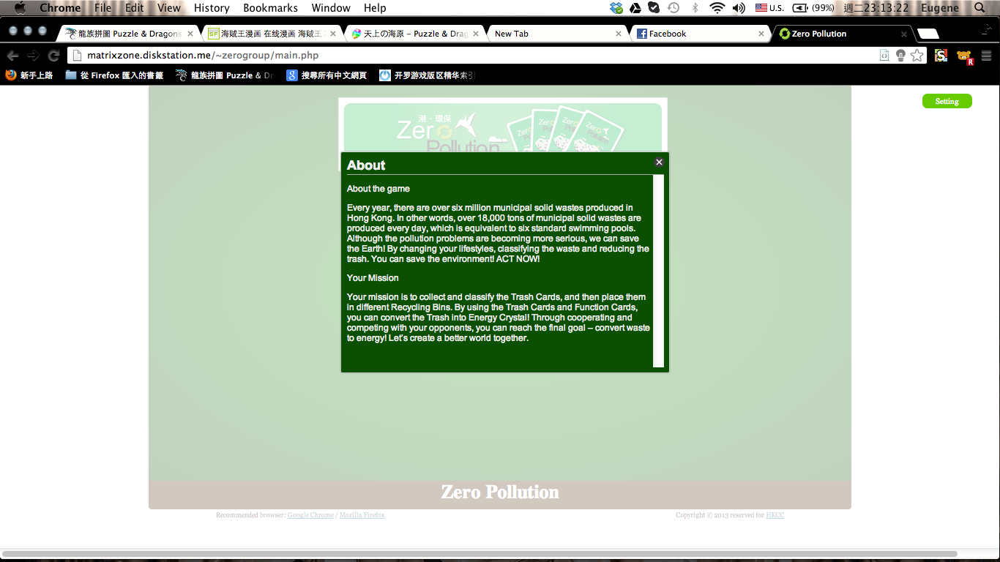 Chrome File Edit View History Bookmarks Window Help U.S. (99%) 週二23:13:22 Eugene
龍族拼圖 Puzzle & Dragons 海贼王漫画 在线漫画 海贼王 天上の海原 – Puzzle & Drag New Tab Facebook Zero Pollution
matrixzone.diskstation.me/~zerogroup/main.php
新手上路 從 Firefox 匯入的書籤 龍族拼圖 Puzzle & Dr 搜尋所有中文網頁 开罗游戏版区精华索引
Setting
港・環保
Zero
Pollution
Zero Zero Zero Zero
Pollution
About
About the game
Every year, there are over six million municipal solid wastes produced in
Hong Kong. In other words, over 18,000 tons of municipal solid wastes are
produced every day, which is equivalent to six standard swimming pools.
Although the pollution problems are becoming more serious, we can save
the Earth! By changing your lifestyles, classifying the waste and reducing the
trash. You can save the environment! ACT NOW!
Your Mission
Your mission is to collect and classify the Trash Cards, and then place them
in different Recycling Bins. By using the Trash Cards and Function Cards,
you can convert the Trash into Energy Crystal! Through cooperating and
competing with your opponents, you can reach the final goal – convert waste
to energy! Let's create a better world together.
Zero Pollution
Recommended browser: Google Chrome / Mozilla Firefox Copyright © 2013 reserved for HKCC